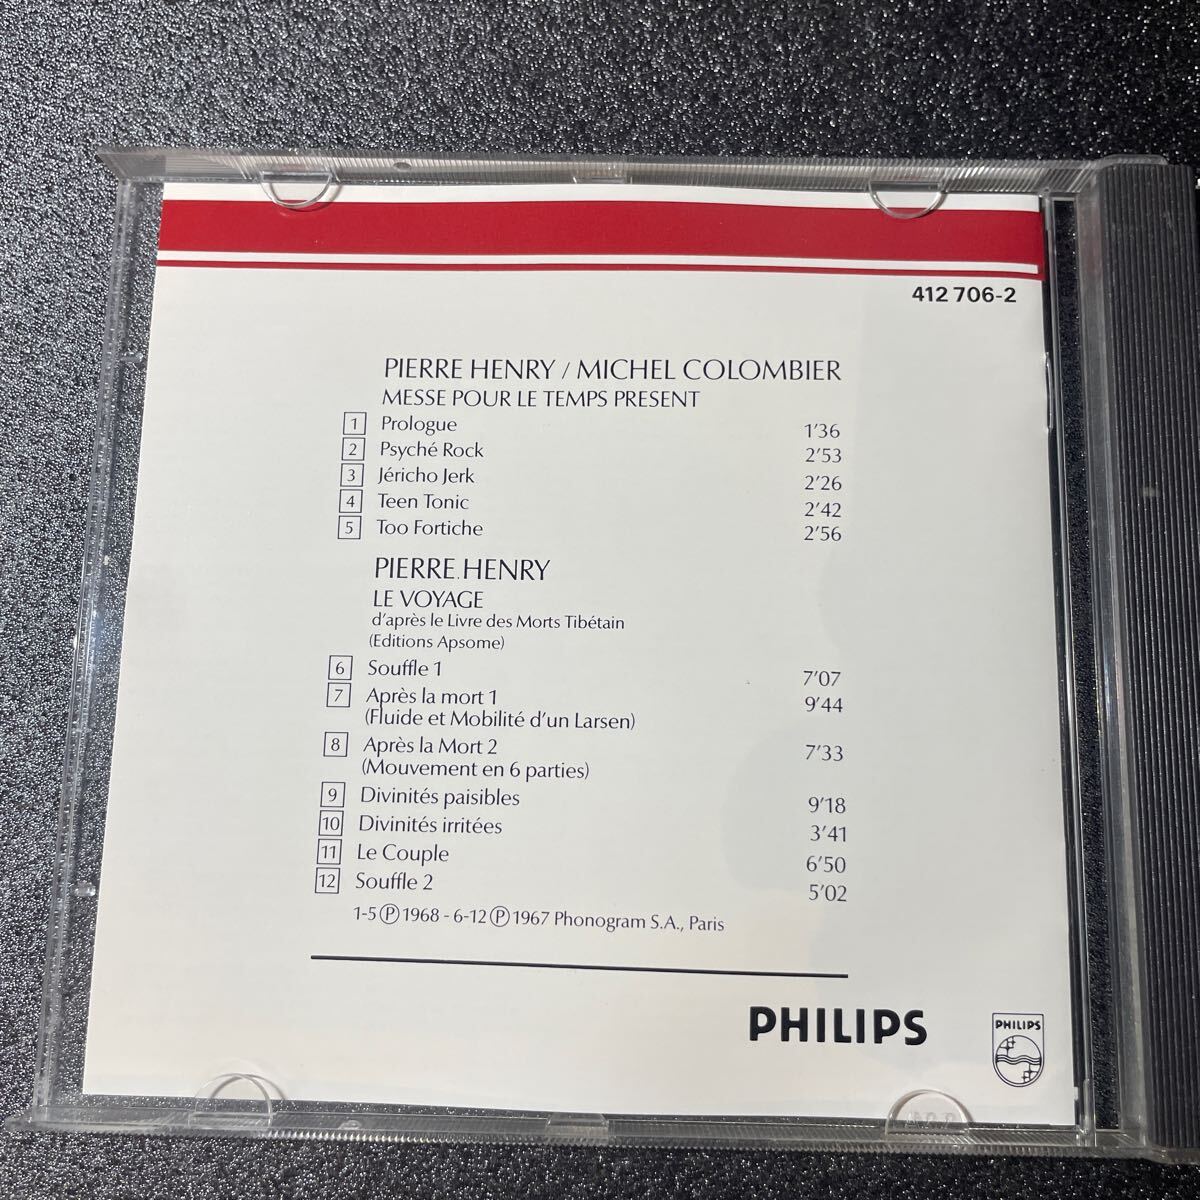 412 706-2
PIERRE HENRY / MICHEL COLOMBIER
MESSE POUR LE TEMPS PRESENT
1 Prologue 1'36
2 Psyché Rock 2'53
3 Jéricho Jerk 2'26
4 Teen Tonic 2'42
5 Too Fortiche 2'56
PIERRE HENRY
LE VOYAGE
d'après le Livre des Morts Tibétain
(Editions Apsome)
6 Souffle 1 7'07
7 Après la mort 1 9'44
(Fluide et Mobilité d'un Larsen)
8 Après la Mort 2 7'33
(Mouvement en 6 parties)
9 Divinités paisibles 9'18
10 Divinités irritées 3'41
11 Le Couple 6'50
12 Souffle 2 5'02
1-5 Ⓟ 1968 - 6-12 Ⓟ 1967 Phonogram S.A., Paris
PHILIPS
PHILIPS